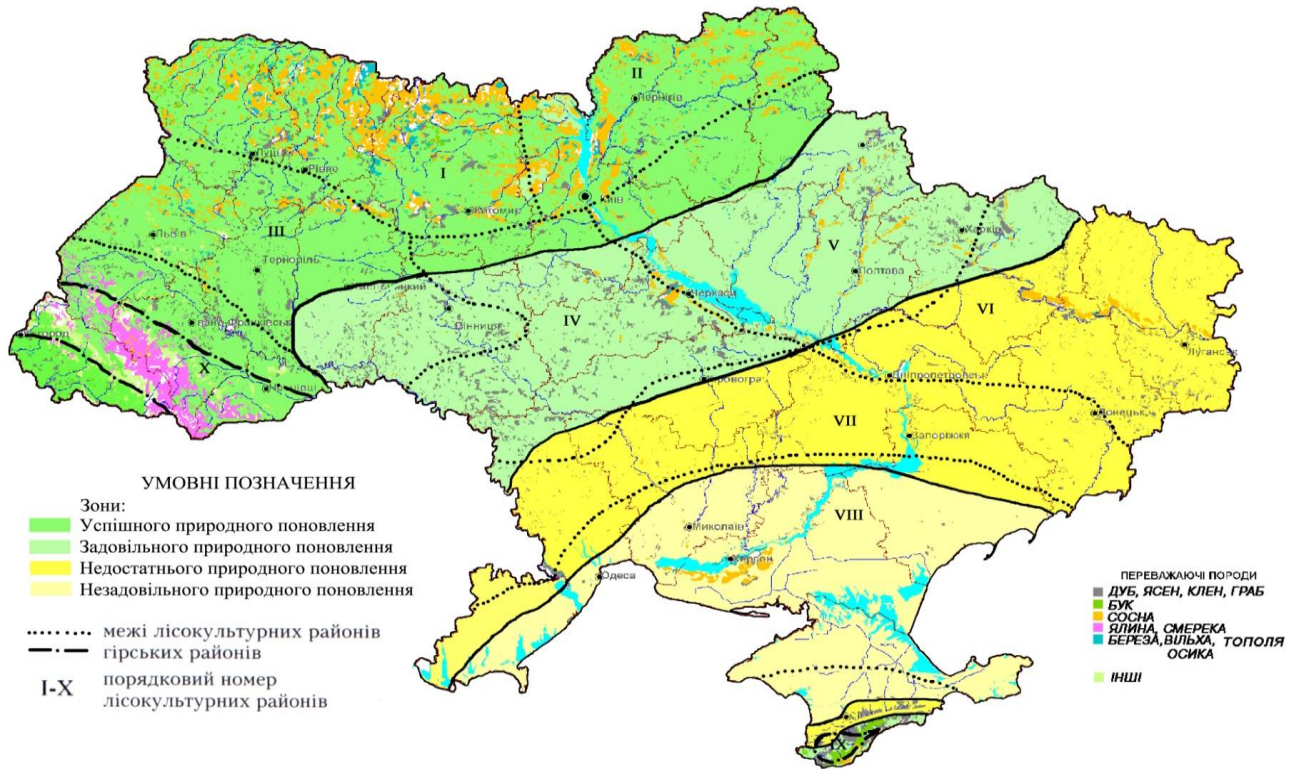 II
Чернігів
Луцьк
Рівне
I
Київ
Житомир
Львів
III
Тернопіль
V
Харків
Полтава
Черкаси
VI
IV
Вінниця
X
Луганськ
Дніпропетровськ
Донецьк
VII
Запоріжжя
VIII
Миколаїв
Херсон
Одеса
IX
УМОВНІ ПОЗНАЧЕННЯ
Зони:
Успішного природного поновлення
Задовільного природного поновлення
Недостатнього природного поновлення
Незадовільного природного поновлення
межі лісокультурних районів
гірських районів
I-X порядковий номер
лісокультурних районів
ПЕРЕВАЖАЮЧІ ПОРОДИ
ДУБ, ЯСЕН, КЛЕН, ГРАБ
БУК
СОСНА
ЯЛИНА, СМЕРЕКА
БЕРЕЗА,ВІЛЬХА, ТОПОЛЯ
ОСИКА
ІНШІ